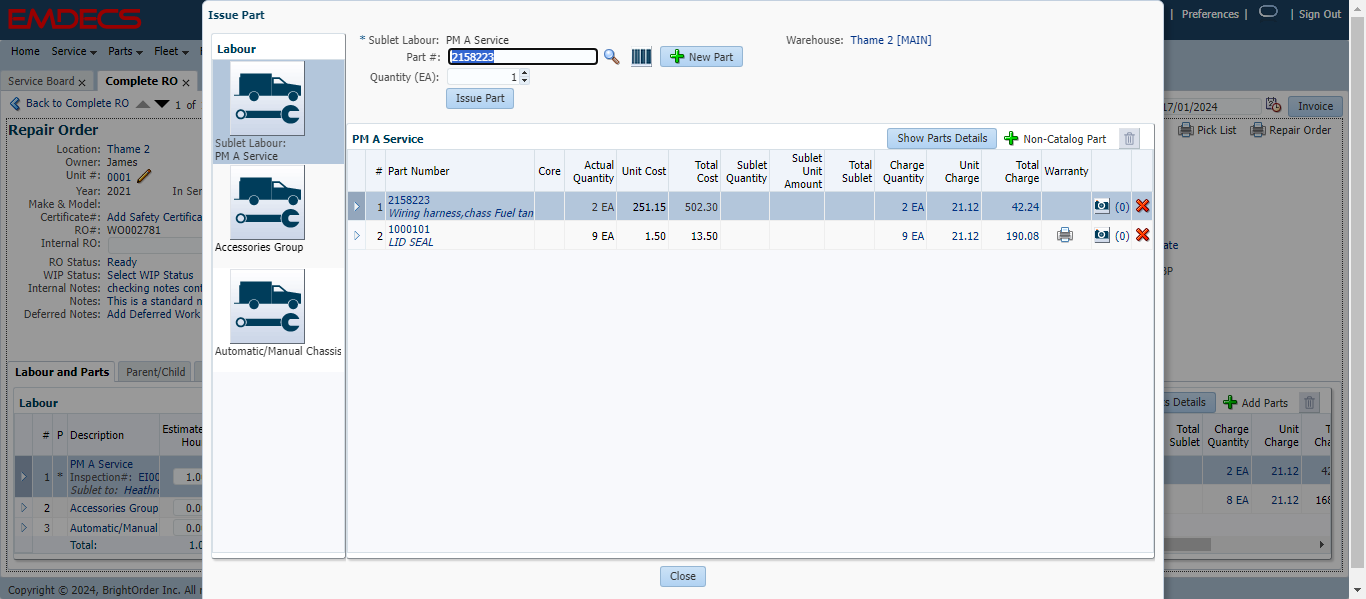 EMDECS
| Preferences | | Sign Out
Home Service Parts Fleet
Service Board x Complete RO x
Back to Complete RO 1 of
17/01/2024 Invoice
Pick List Repair Order
Repair Order
Location: Thame 2
Owner: James
Unit #: 0001
Year: 2021 In Ser
Make & Model:
Certificate#: Add Safety Certifica
RO#: WO002781
Internal RO:
RO Status: Ready
WIP Status: Select WIP Status
Internal Notes: checking notes cont
Notes: This is a standard n
Deferred Notes: Add Deferred Work
Labour and Parts Parent/Child
Labour
# P Description Estimate
Hou
1 * PM A Service
Inspection#: EI00 1.0
Sublet to: Heathr
2 Accessories Group 0.0
3 Automatic/Manual 0.0
Total: 1.0
Copyright © 2024, BrightOrder Inc. All r
Issue Part
Labour
Sublet Labour:
PM A Service
Accessories Group
Automatic/Manual Chassis
* Sublet Labour: PM A Service
Warehouse: Thame 2 [MAIN]
Part #: 2158223 New Part
Quantity (EA): 1
Issue Part
PM A Service Show Parts Details Non-Catalog Part
# Part Number Core Actual Quantity Unit Cost Total Cost Sublet Quantity Sublet Unit Amount Total Sublet Charge Quantity Unit Charge Total Charge Warranty
1 2158223 2 EA 251.15 502.30 2 EA 21.12 42.24 (0)
Wiring harness,chass Fuel tan
2 1000101 9 EA 1.50 13.50 9 EA 21.12 190.08 (0)
LID SEAL
Close
ate
BP
s Details Add Parts
Total Sublet Charge Quantity Unit Charge T
Cha
2 EA 21.12 42
8 EA 21.12 168